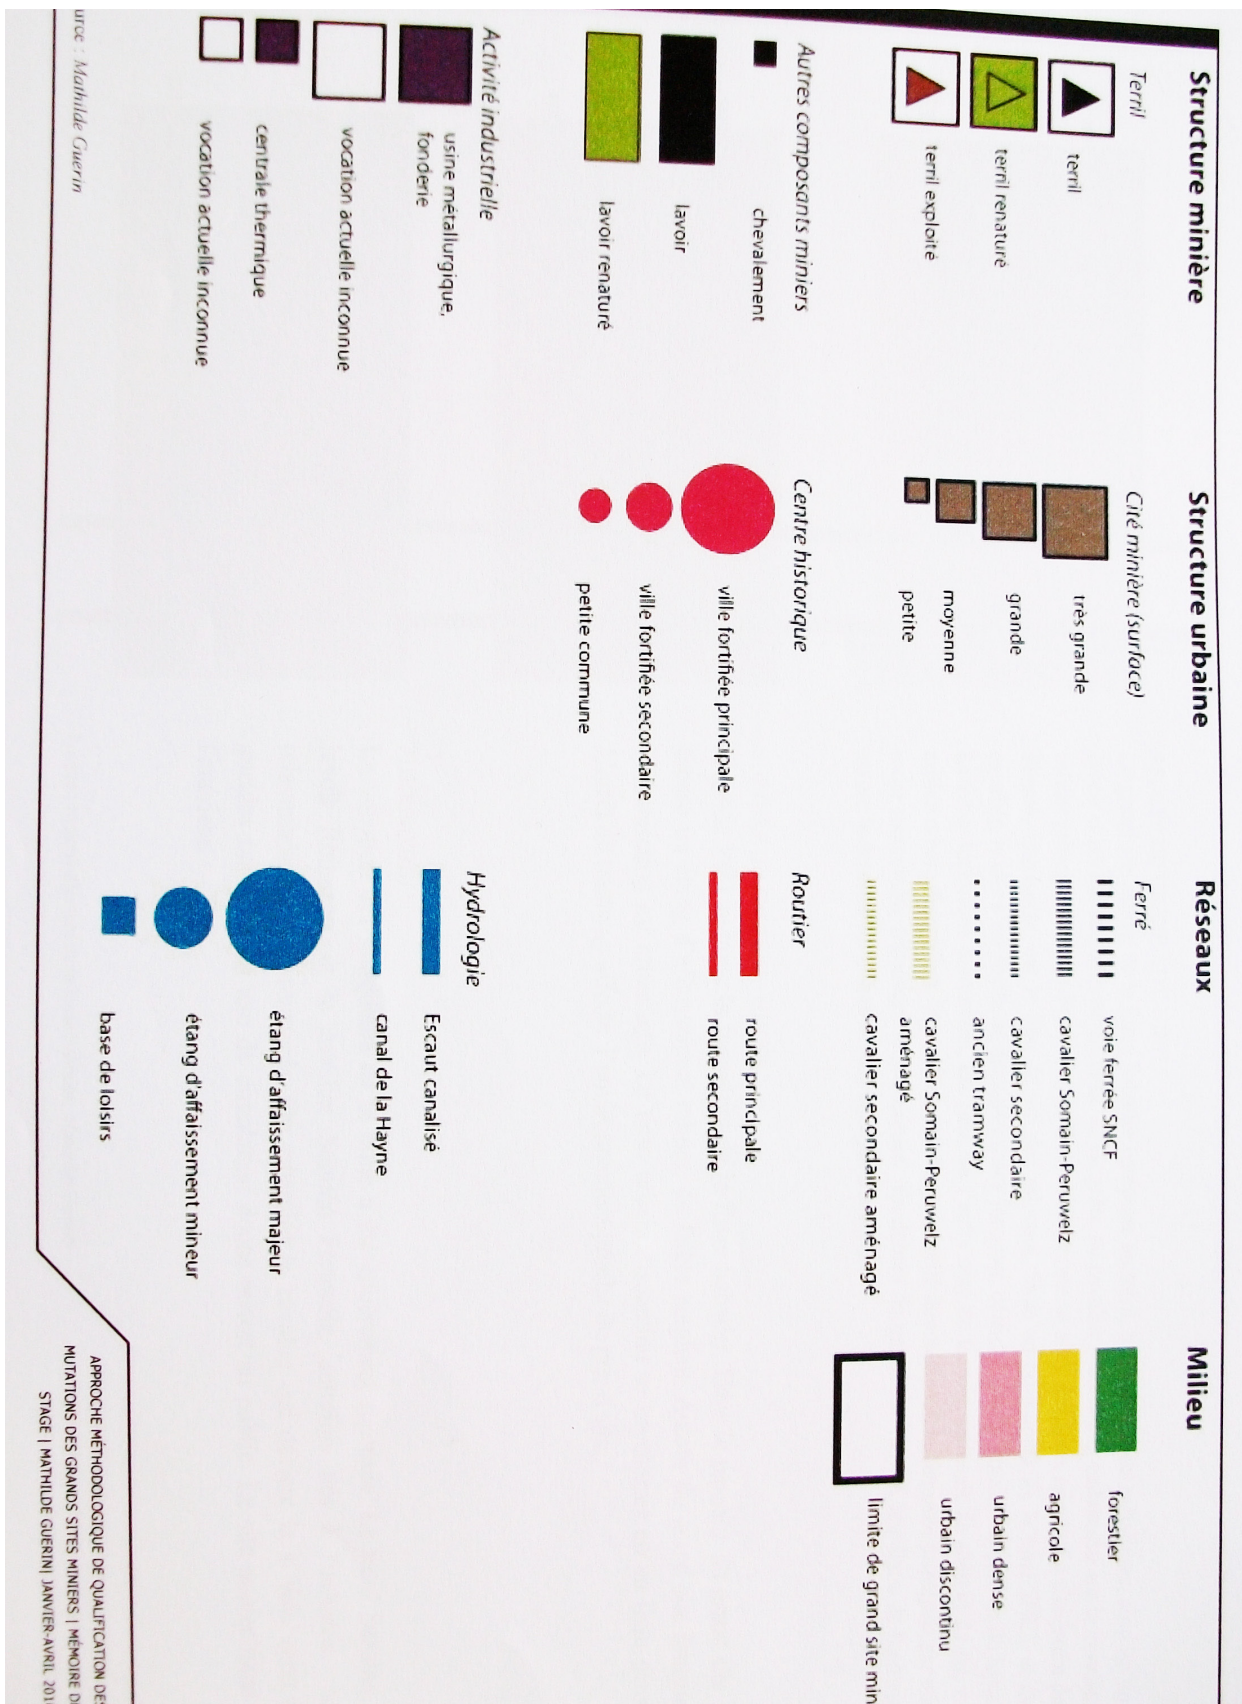 Structure minière
Terril
terril
terril renaturé
terril exploité
Autres composants miniers
chevalement
lavoir
lavoir renaturé
Activité industrielle
usine métallurgique,
fonderie
vocation actuelle inconnue
centrale thermique
vocation actuelle inconnue
Structure urbaine
Cité minière (surface)
très grande
grande
moyenne
petite
Centre historique
ville fortifiée principale
ville fortifiée secondaire
petite commune
Réseaux
Ferré
voie ferrée SNCF
cavalier Somain-Peruwelz
cavalier secondaire
ancien tramway
cavalier Somain-Peruwelz
aménagé
cavalier secondaire aménagé
Routier
route principale
route secondaire
Hydrologie
Escaut canalisé
canal de la Hayne
étang d'affaissement majeur
étang d'affaissement mineur
base de loisirs
Milieu
forestier
agricole
urbain dense
urbain discontinu
limite de grand site min
urce : Mathilde Guerin
APPROCHE MÉTHODOLOGIQUE DE QUALIFICATION DES
MUTATIONS DES GRANDS SITES MINIERS | MÉMOIRE D
STAGE | MATHILDE GUERIN| JANVIER-AVRIL 201